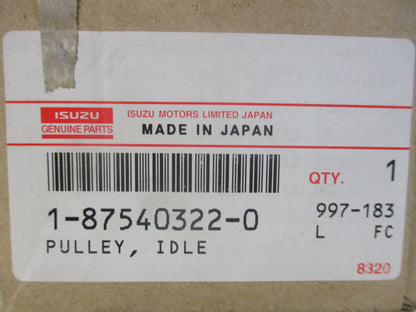 ISUZU
GENUINE PARTS
ISUZU MOTORS LIMITED JAPAN
MADE IN JAPAN
QTY. 1
1-87540322-0
997-183
L FC
PULLEY, IDLE
8320